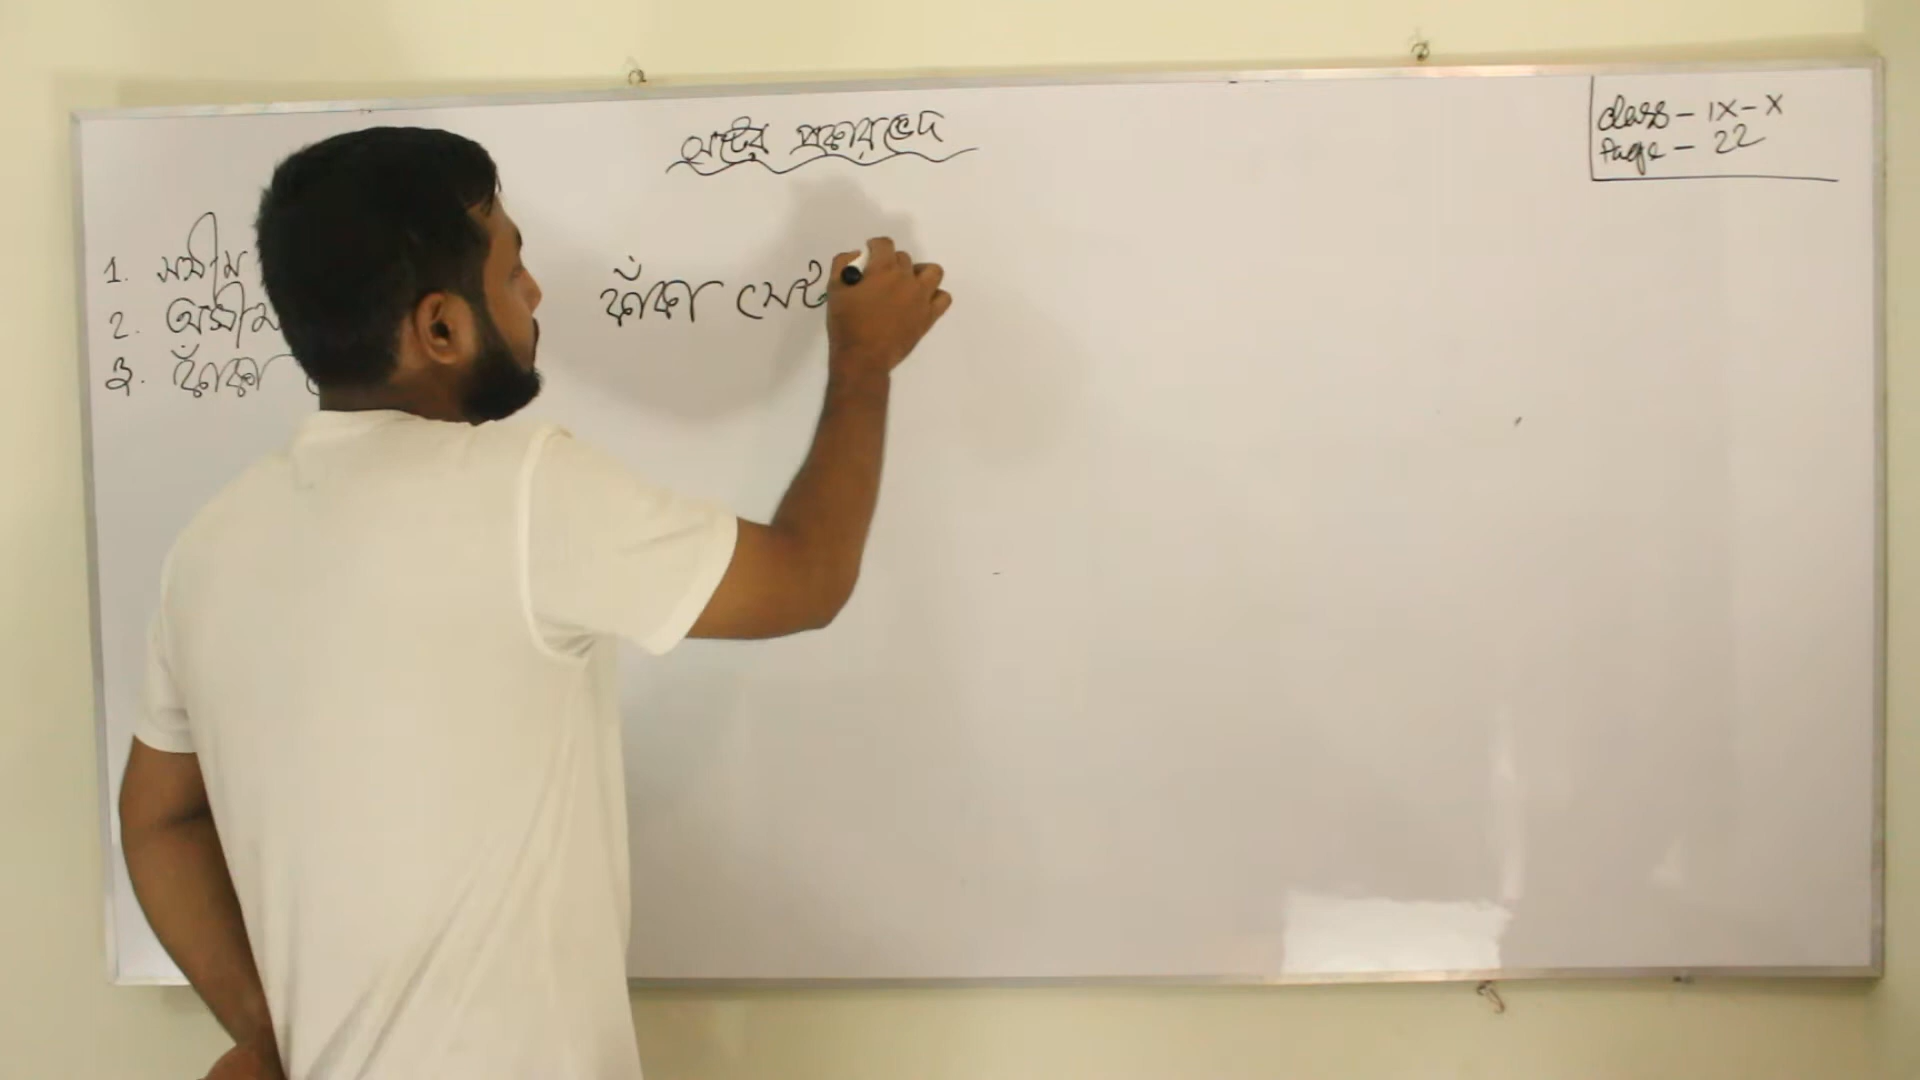 সেটের প্রকারভেদ
class - IX - X
Page - 22
1. সসীম
2. অসীম
3. ফাঁকা
ফাঁকা সেট